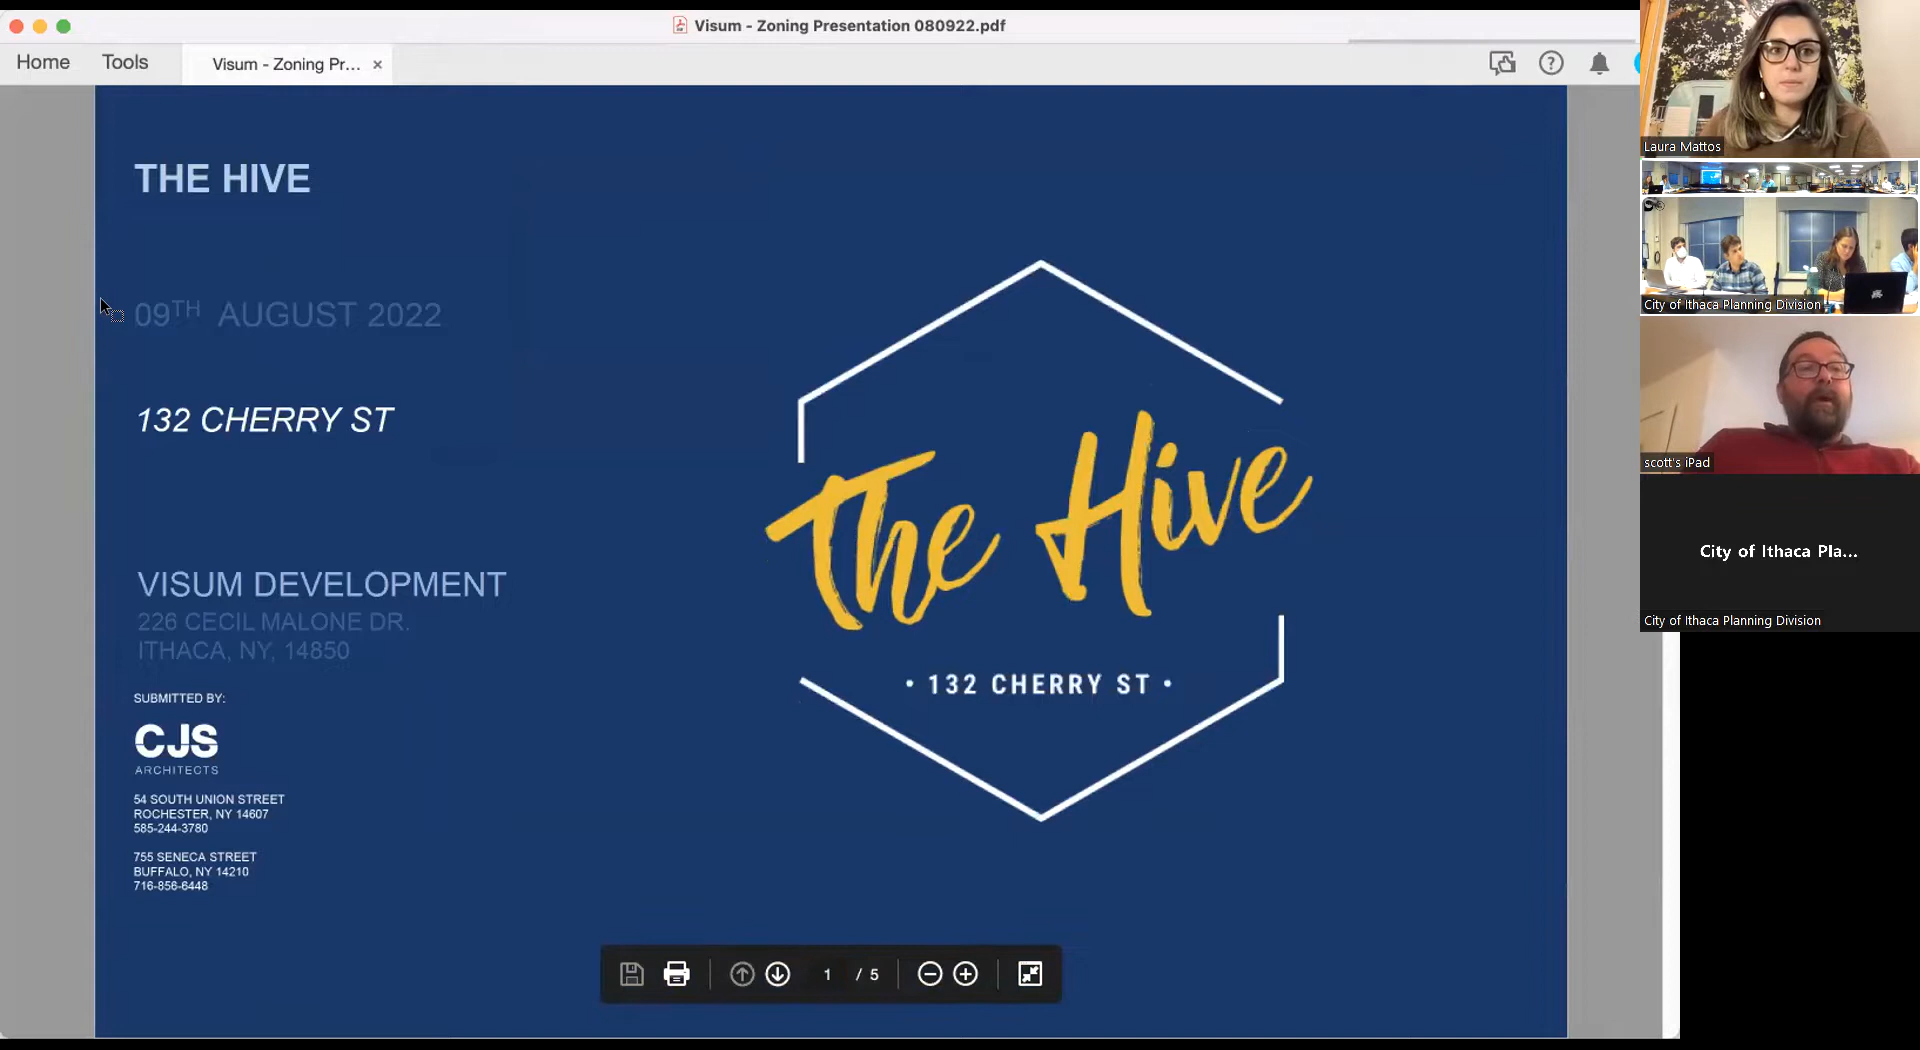 Visum - Zoning Presentation 080922.pdf
Home
Tools
Visum - Zoning Pr...
THE HIVE
09TH AUGUST 2022
132 CHERRY ST
VISUM DEVELOPMENT
226 CECIL MALONE DR.
ITHACA, NY, 14850
SUBMITTED BY:
CJS
ARCHITECTS
54 SOUTH UNION STREET
ROCHESTER, NY 14607
585-244-3780
755 SENECA STREET
BUFFALO, NY 14210
716-856-6448
The Hive
• 132 CHERRY ST •
1 / 5
Laura Mattos
City of Ithaca Planning Division
scott's iPad
City of Ithaca Pla...
City of Ithaca Planning Division